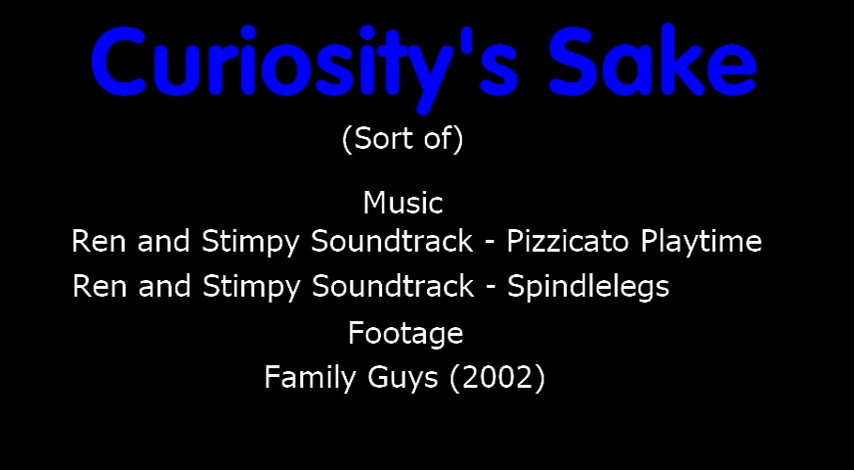 Curiosity's Sake
(Sort of)
Music
Ren and Stimpy Soundtrack - Pizzicato Playtime
Ren and Stimpy Soundtrack - Spindlelegs
Footage
Family Guys (2002)